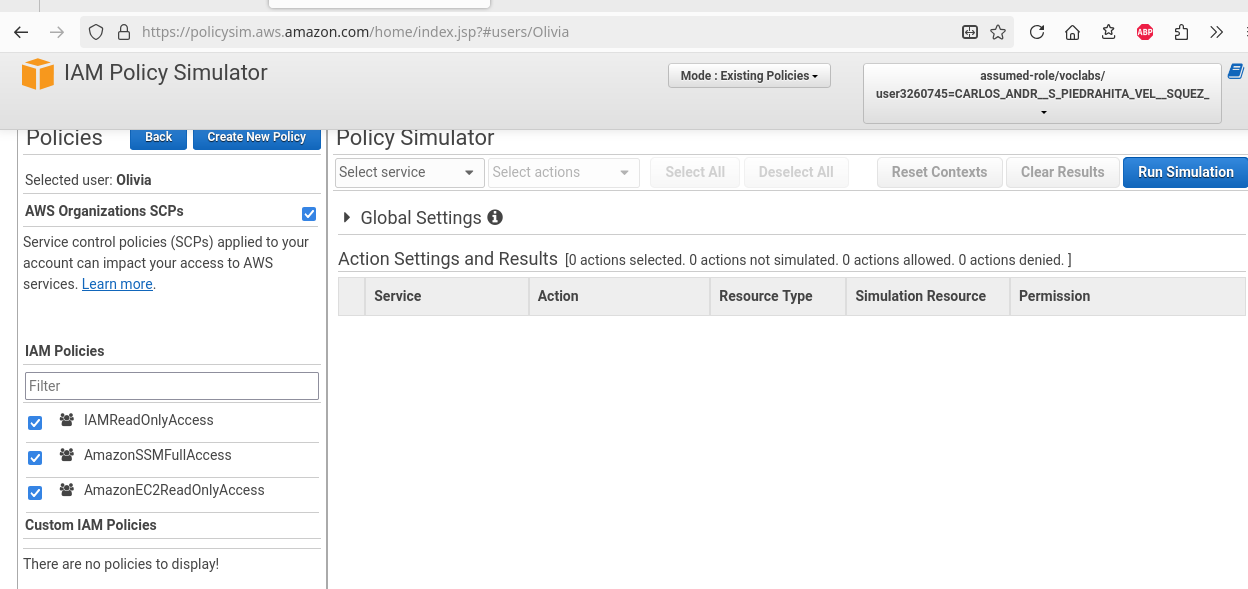 https://policysim.aws.amazon.com/home/index.jsp?#users/Olivia
ABP
IAM Policy Simulator
Mode : Existing Policies
assumed-role/voclabs/
user3260745=CARLOS_ANDR__S_PIEDRAHITA_VEL__SQUEZ_
Policies
Back
Create New Policy
Selected user: Olivia
AWS Organizations SCPs
Service control policies (SCPs) applied to your
account can impact your access to AWS
services. Learn more.
IAM Policies
Filter
IAMReadOnlyAccess
AmazonSSMFullAccess
AmazonEC2ReadOnlyAccess
Custom IAM Policies
There are no policies to display!
Policy Simulator
Select service
Select actions
Select All
Deselect All
Reset Contexts
Clear Results
Run Simulation
Global Settings
Action Settings and Results [0 actions selected. 0 actions not simulated. 0 actions allowed. 0 actions denied. ]
Service
Action
Resource Type
Simulation Resource
Permission